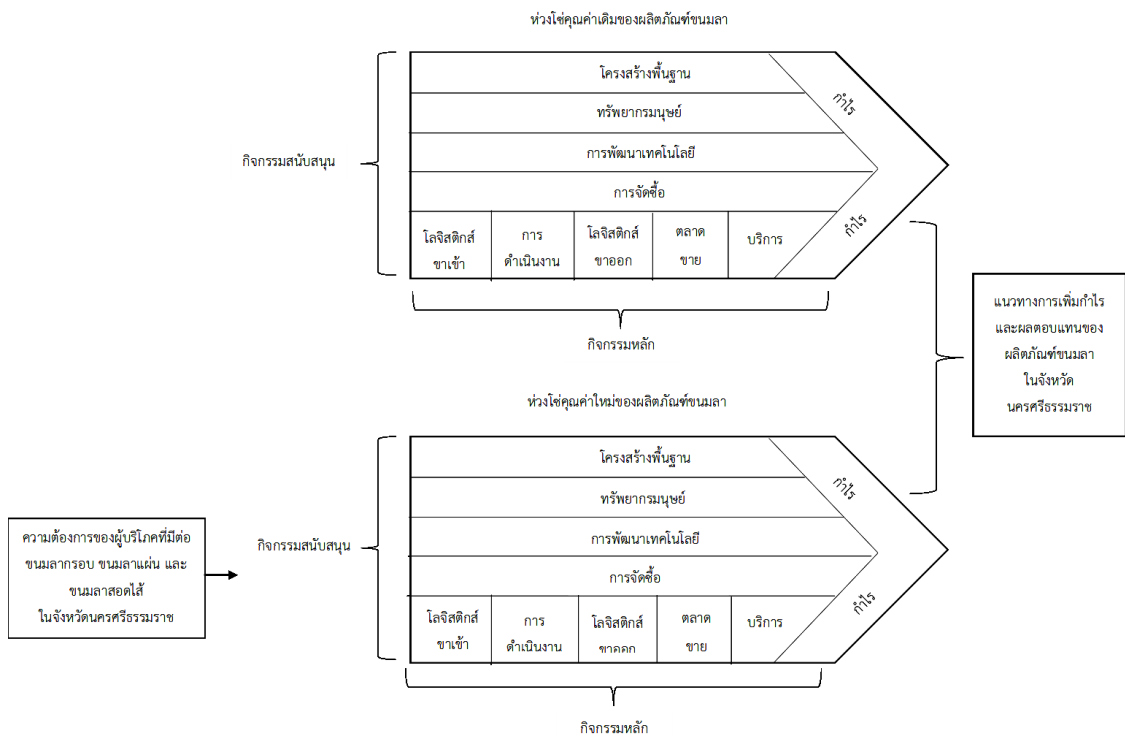 ห่วงโซ่คุณค่าเดิมของผลิตภัณฑ์ขนมลา
โครงสร้างพื้นฐาน
กำไร
ทรัพยากรมนุษย์
กิจกรรมสนับสนุน
การพัฒนาเทคโนโลยี
การจัดซื้อ
โลจิสติกส์
ขาเข้า
การ
ดำเนินงาน
โลจิสติกส์
ขาออก
ตลาด
ขาย
บริการ
กำไร
กิจกรรมหลัก
แนวทางการเพิ่มกำไร
และผลตอบแทนของ
ผลิตภัณฑ์ขนมลา
ในจังหวัด
นครศรีธรรมราช
ห่วงโซ่คุณค่าใหม่ของผลิตภัณฑ์ขนมลา
โครงสร้างพื้นฐาน
กำไร
ทรัพยากรมนุษย์
กิจกรรมสนับสนุน
การพัฒนาเทคโนโลยี
การจัดซื้อ
ความต้องการของผู้บริโภคที่มีต่อ
ขนมลากรอบ ขนมลาแผ่น และ
ขนมลาสอดไส้
ในจังหวัดนครศรีธรรมราช
โลจิสติกส์
ขาเข้า
การ
ดำเนินงาน
โลจิสติกส์
ขาออก
ตลาด
ขาย
บริการ
กำไร
กิจกรรมหลัก